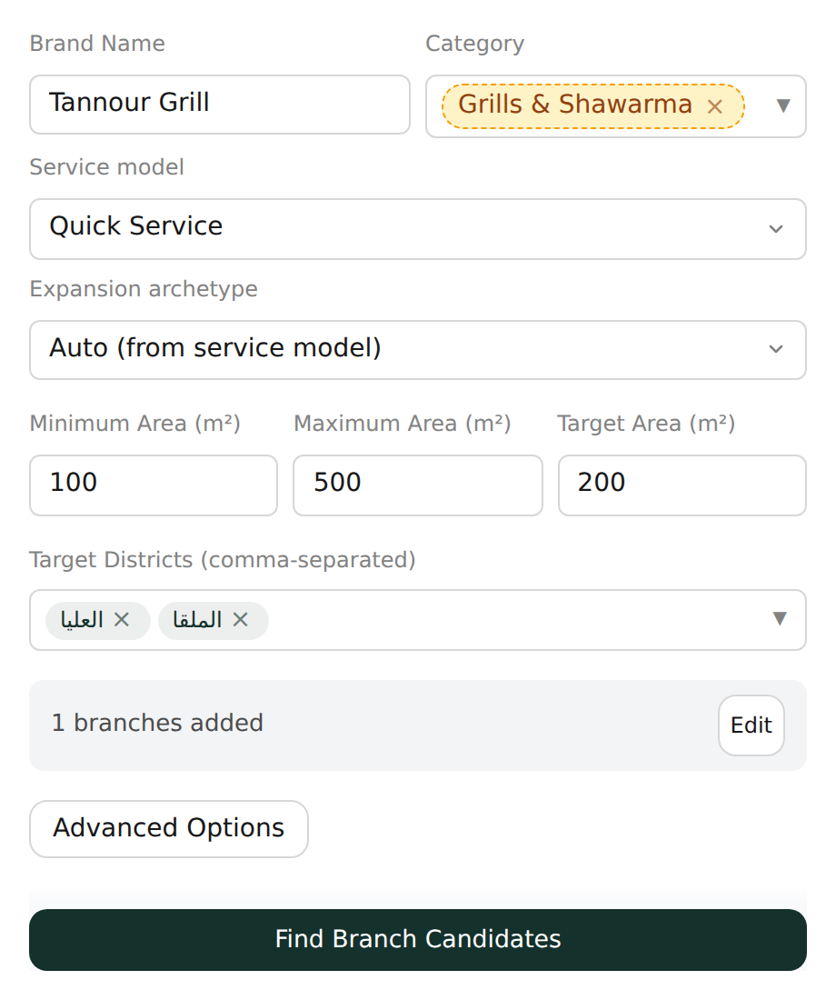 Brand Name
Category
Tannour Grill
Grills & Shawarma ×
Service model
Quick Service
Expansion archetype
Auto (from service model)
Minimum Area (m²)
Maximum Area (m²)
Target Area (m²)
100
500
200
Target Districts (comma-separated)
العليا ×
الملقا ×
1 branches added
Edit
Advanced Options
Find Branch Candidates